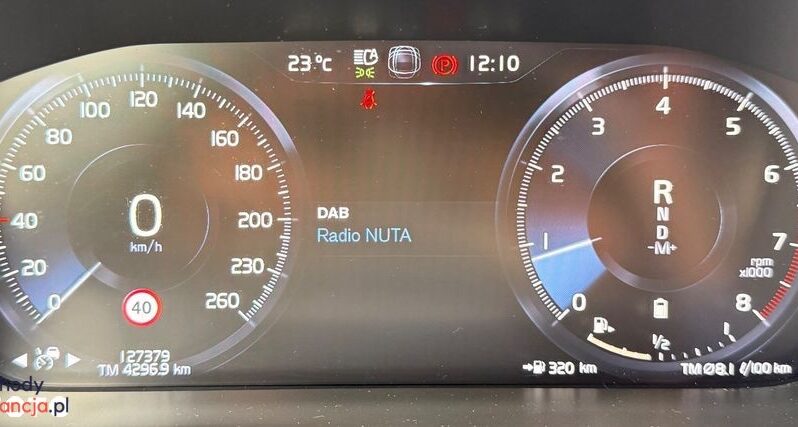 23 °C
12:10
0
20
40
60
80
100
120
140
160
180
200
230
260
0
km/h
40
127379
TM 4296.9 km
DAB
Radio NUTA
0
1
2
3
4
5
6
7
8
R
N
D
-M+
rpm
x1000
1/2
1
320 km
TM 08.1 l/100 km
hody
ancja.pl